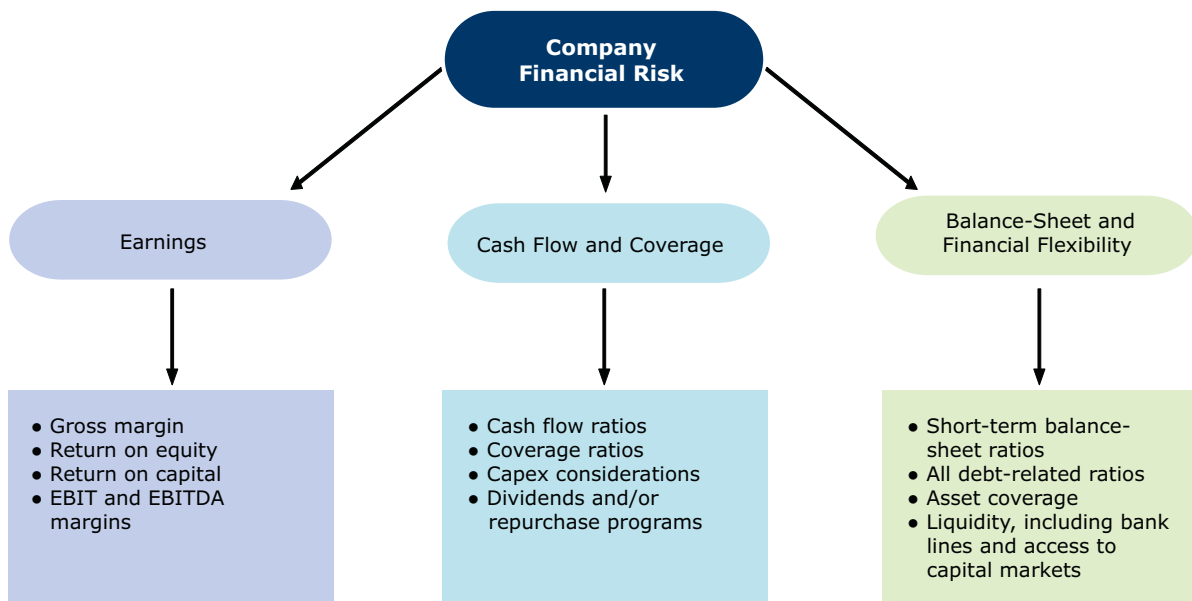 Company
Financial Risk
Earnings
Cash Flow and Coverage
Balance-Sheet and
Financial Flexibility
● Gross margin
● Return on equity
● Return on capital
● EBIT and EBITDA
margins
● Cash flow ratios
● Coverage ratios
● Capex considerations
● Dividends and/or
repurchase programs
● Short-term balance-
sheet ratios
● All debt-related ratios
● Asset coverage
● Liquidity, including bank
lines and access to
capital markets